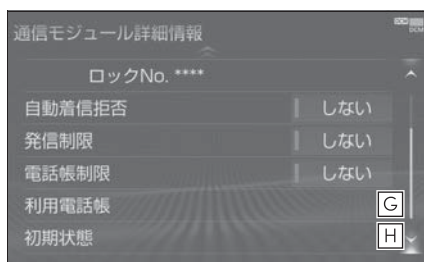 通信モジュール詳細情報
DCM
ロックNo. ****
自動着信拒否 しない
発信制限 しない
電話帳制限 しない
利用電話帳 G
初期状態 H